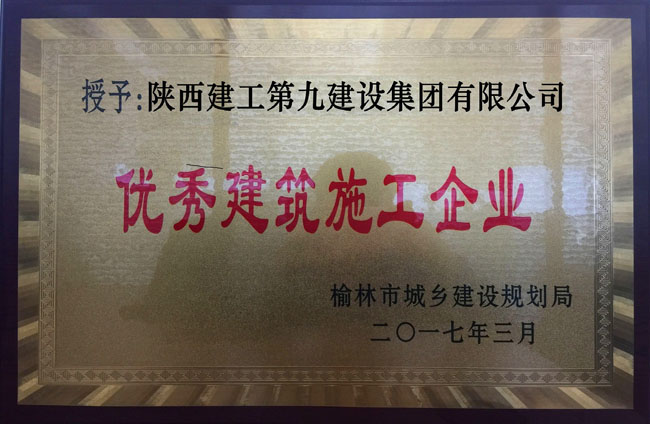 授予:陕西建工第九建设集团有限公司
优秀建筑施工企业
榆林市城乡建设规划局
二〇一七年三月